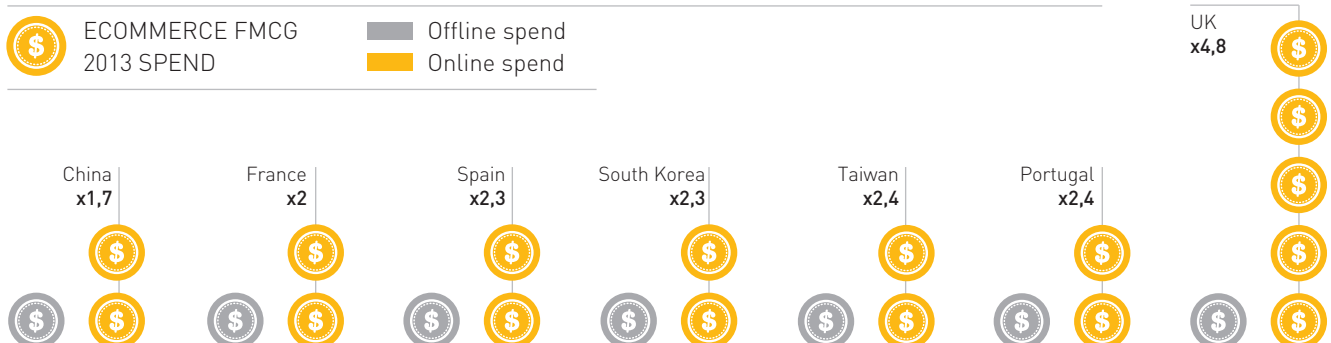 ECOMMERCE FMCG
2013 SPEND
Offline spend
Online spend
UK
x4,8
China
x1,7
France
x2
Spain
x2,3
South Korea
x2,3
Taiwan
x2,4
Portugal
x2,4